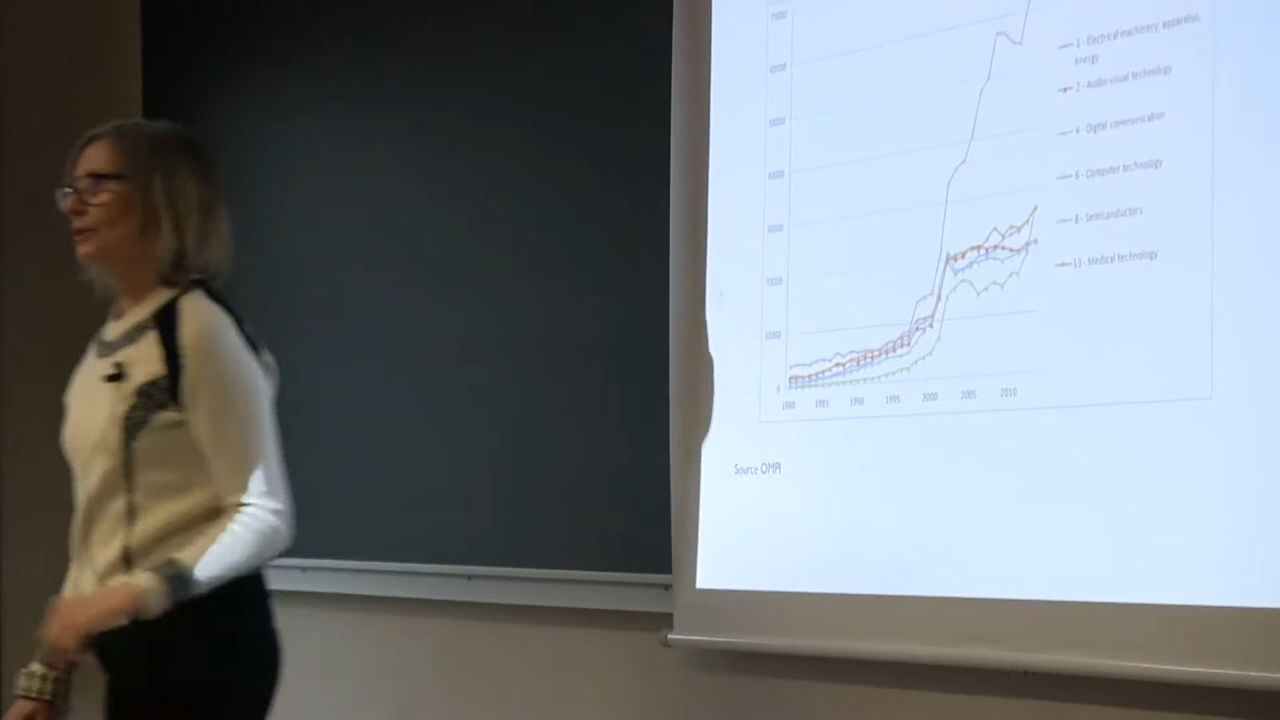 70000
60000
50000
40000
30000
20000
10000
0
1980 1985 1990 1995 2000 2005 2010
1 - Electrical machinery, apparatus,
energy
2 - Audio-visual technology
4 - Digital communication
6 - Computer technology
8 - Semiconductors
13 - Medical technology
Source OMPI